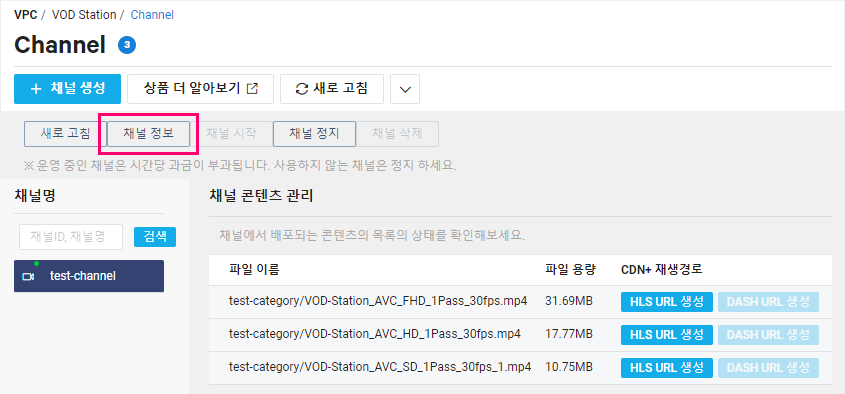 VPC / VOD Station / Channel
Channel 3
+ 채널 생성 상품 더 알아보기 새로 고침
새로 고침 채널 정보 채널 시작 채널 정지 채널 삭제
※ 운영 중인 채널은 시간당 과금이 부과됩니다. 사용하지 않는 채널은 정지 하세요.
채널명
채널ID, 채널명 검색
test-channel
채널 콘텐츠 관리
채널에서 배포되는 콘텐츠의 목록의 상태를 확인해보세요.
파일 이름 파일 용량 CDN+ 재생경로
test-category/VOD-Station_AVC_FHD_1Pass_30fps.mp4 31.69MB HLS URL 생성 DASH URL 생성
test-category/VOD-Station_AVC_HD_1Pass_30fps.mp4 17.77MB HLS URL 생성 DASH URL 생성
test-category/VOD-Station_AVC_SD_1Pass_30fps_1.mp4 10.75MB HLS URL 생성 DASH URL 생성